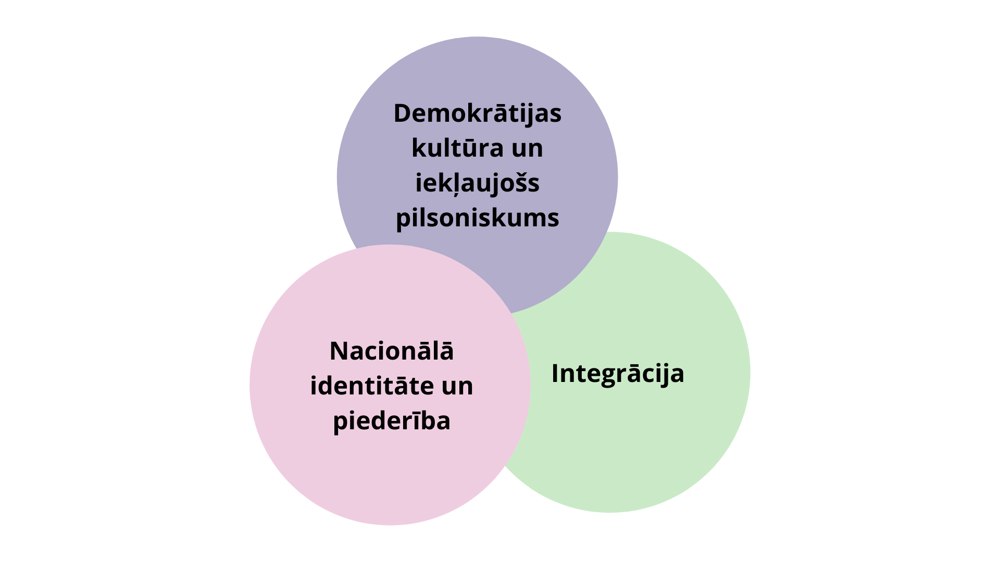 Demokrātijas
kultūra un
iekļaujošs
pilsoniskums
Nacionālā
identitāte un
piederība
Integrācija